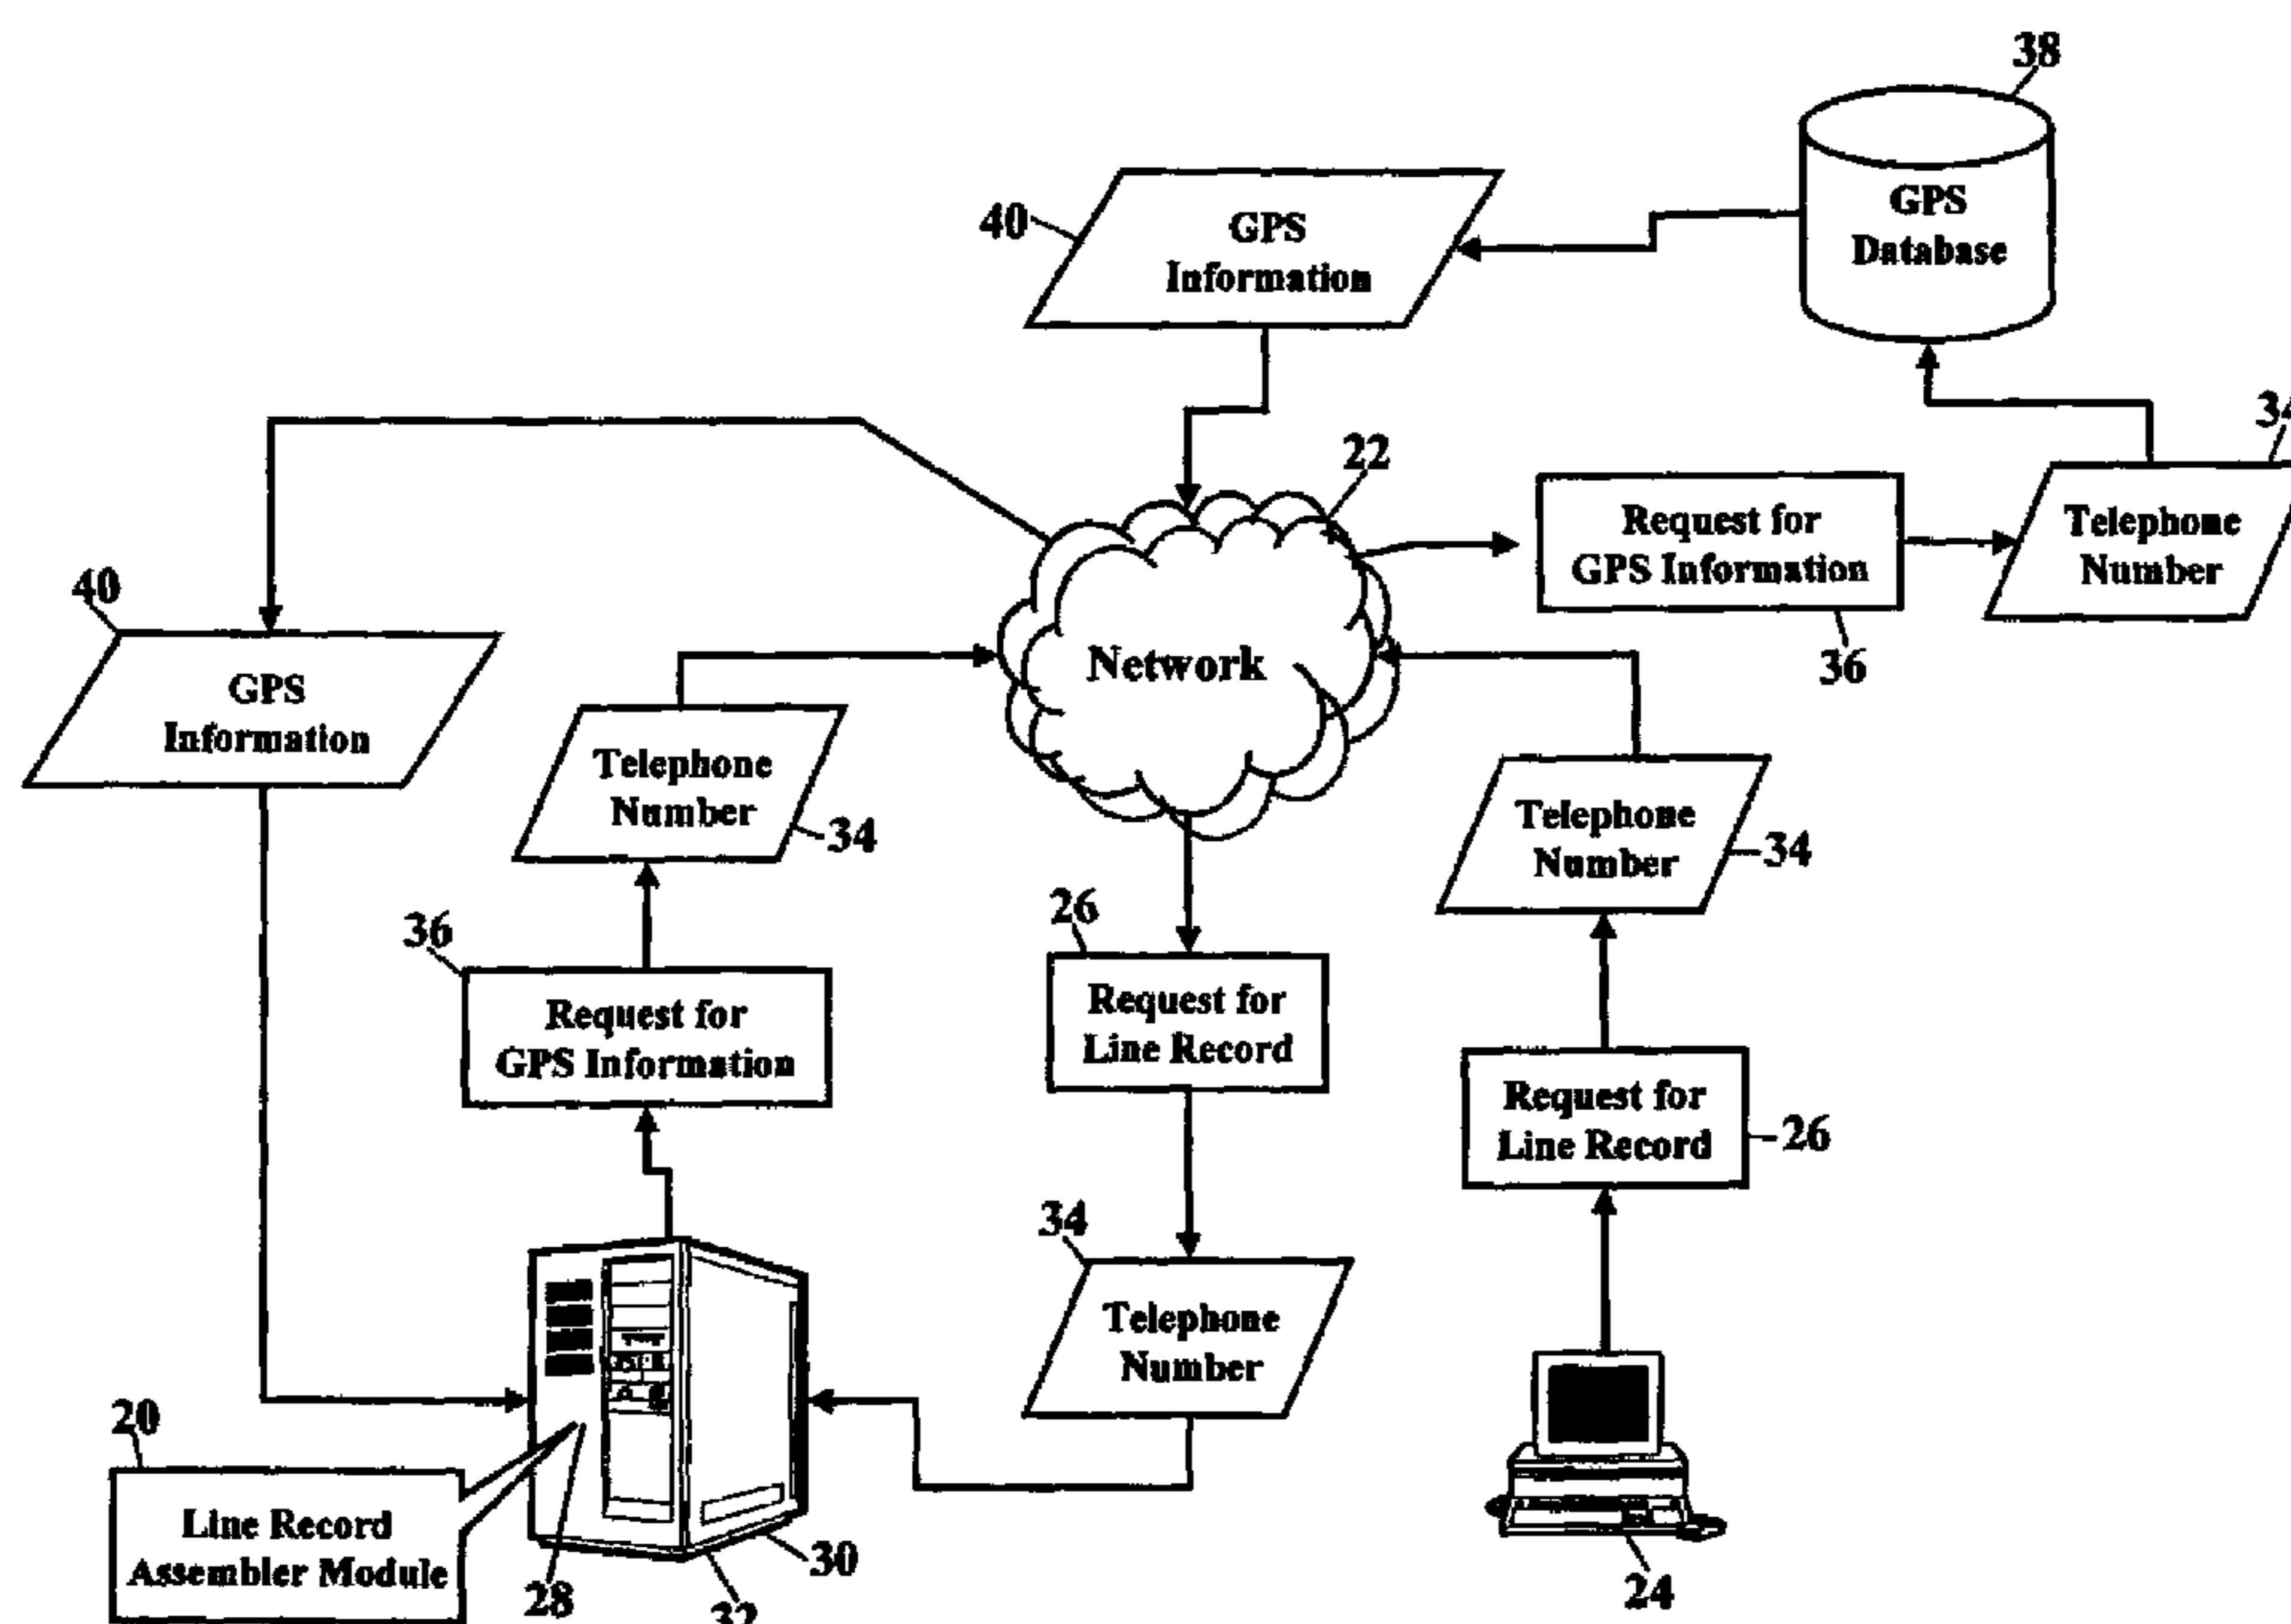 38
GPS
Database
40
GPS
Information
34
22
Request for
GPS Information
Telephone
Number
36
40
GPS
Information
Network
Telephone
Number
34
Telephone
Number
34
36
Request for
GPS Information
26
Request for
Line Record
Request for
Line Record
26
34
Telephone
Number
20
Line Record
Assembler Module
28
30
32
24